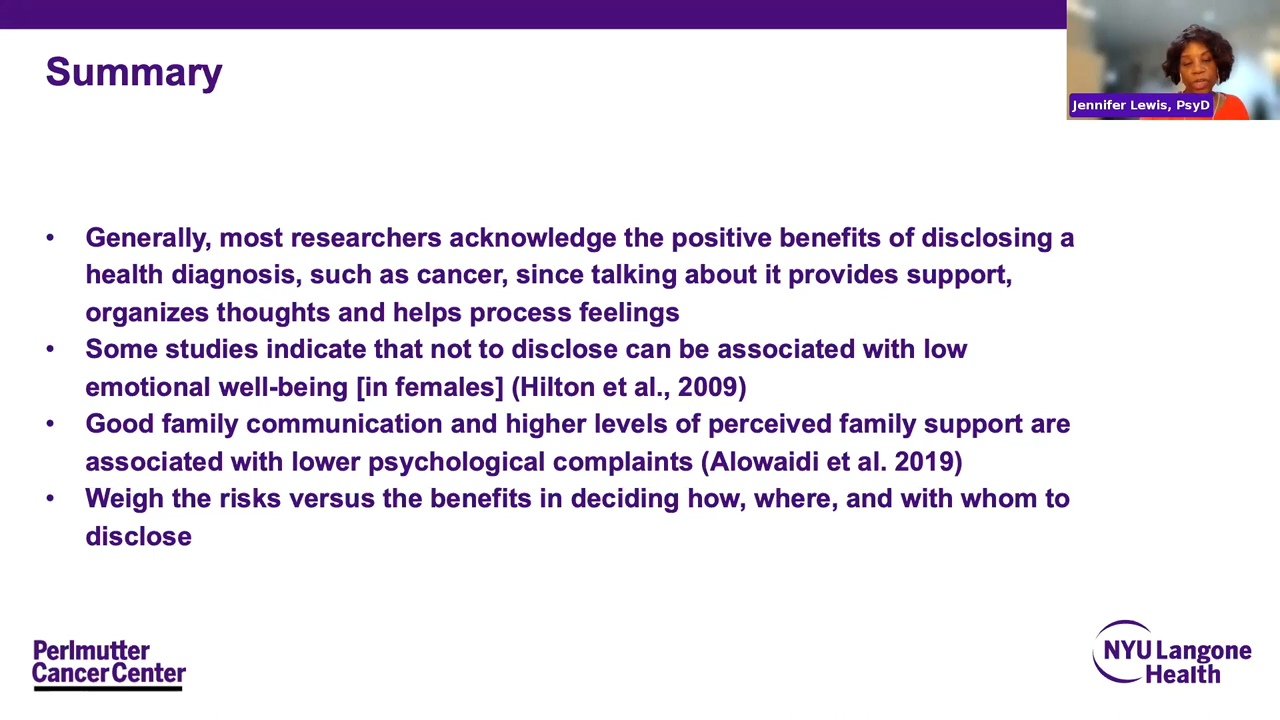 Summary
Jennifer Lewis, PsyD
• Generally, most researchers acknowledge the positive benefits of disclosing a
health diagnosis, such as cancer, since talking about it provides support,
organizes thoughts and helps process feelings
• Some studies indicate that not to disclose can be associated with low
emotional well-being [in females] (Hilton et al., 2009)
• Good family communication and higher levels of perceived family support are
associated with lower psychological complaints (Alowaidi et al. 2019)
• Weigh the risks versus the benefits in deciding how, where, and with whom to
disclose
Perlmutter
Cancer Center
NYU Langone
Health